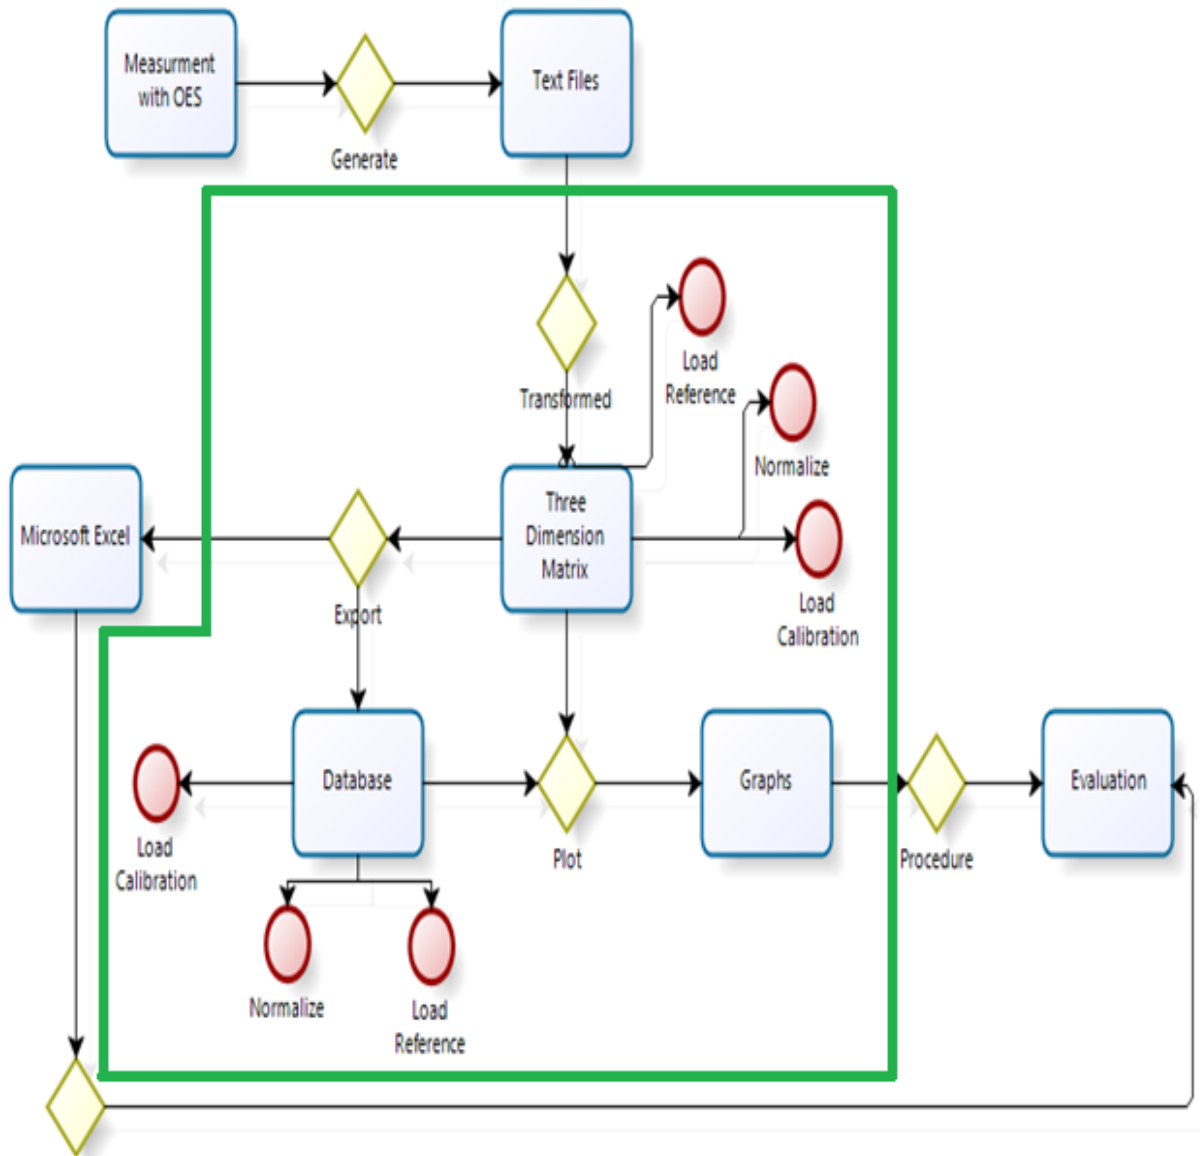 Measurment
with OES
Text Files
Generate
Load
Reference
Transformed
Normalize
Three
Dimension
Matrix
Microsoft Excel
Export
Load
Calibration
Database
Graphs
Evaluation
Load
Calibration
Plot
Procedure
Normalize
Load
Reference